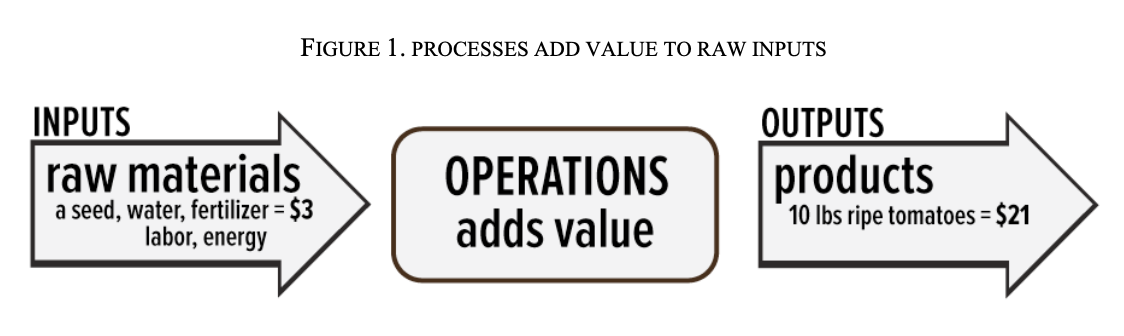 FIGURE 1. PROCESSES ADD VALUE TO RAW INPUTS
INPUTS
raw materials
a seed, water, fertilizer = $3
labor, energy
OPERATIONS
adds value
OUTPUTS
products
10 lbs ripe tomatoes = $21